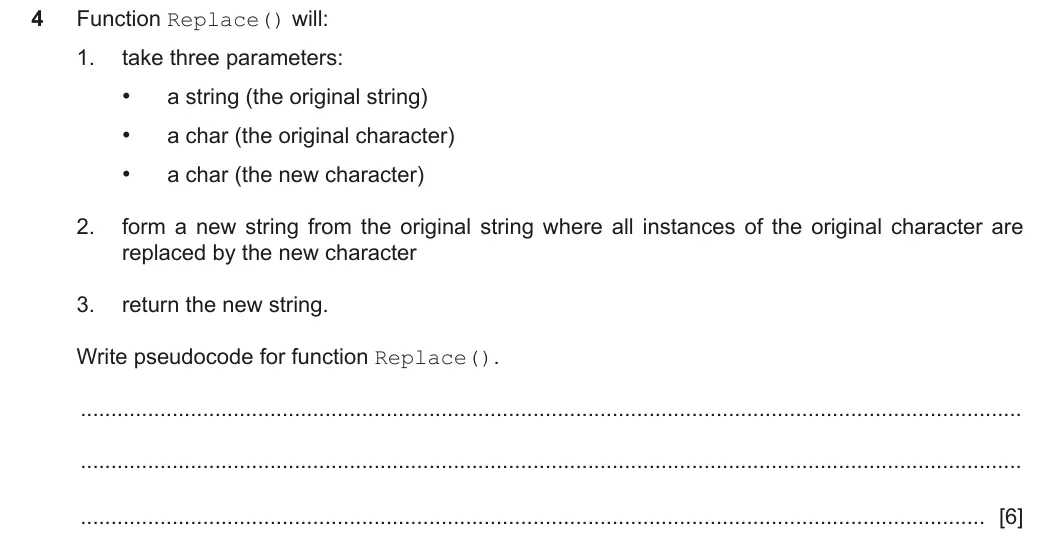 4 Function Replace() will:
1. take three parameters:
• a string (the original string)
• a char (the original character)
• a char (the new character)
2. form a new string from the original string where all instances of the original character are
replaced by the new character
3. return the new string.
Write pseudocode for function Replace().
...................................................................................................................................................
...................................................................................................................................................
.............................................................................................................................................. [6]